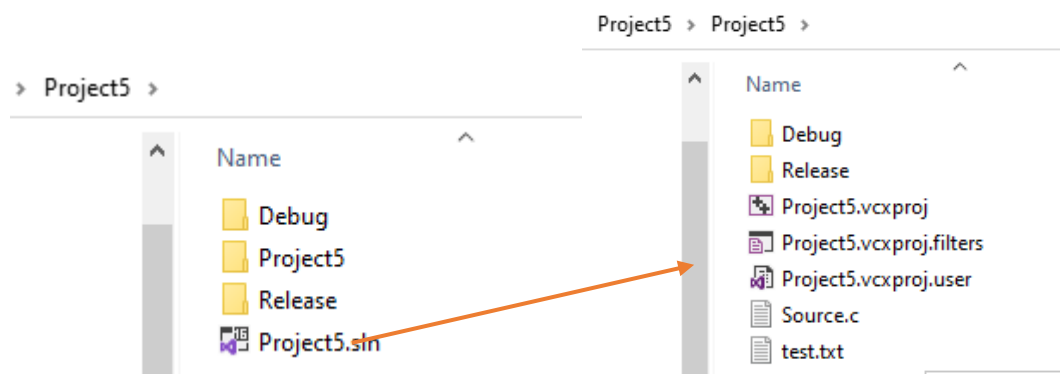 Project5 >
Name
Debug
Project5
Release
Project5.sln
Project5 > Project5 >
Name
Debug
Release
Project5.vcxproj
Project5.vcxproj.filters
Project5.vcxproj.user
Source.c
test.txt